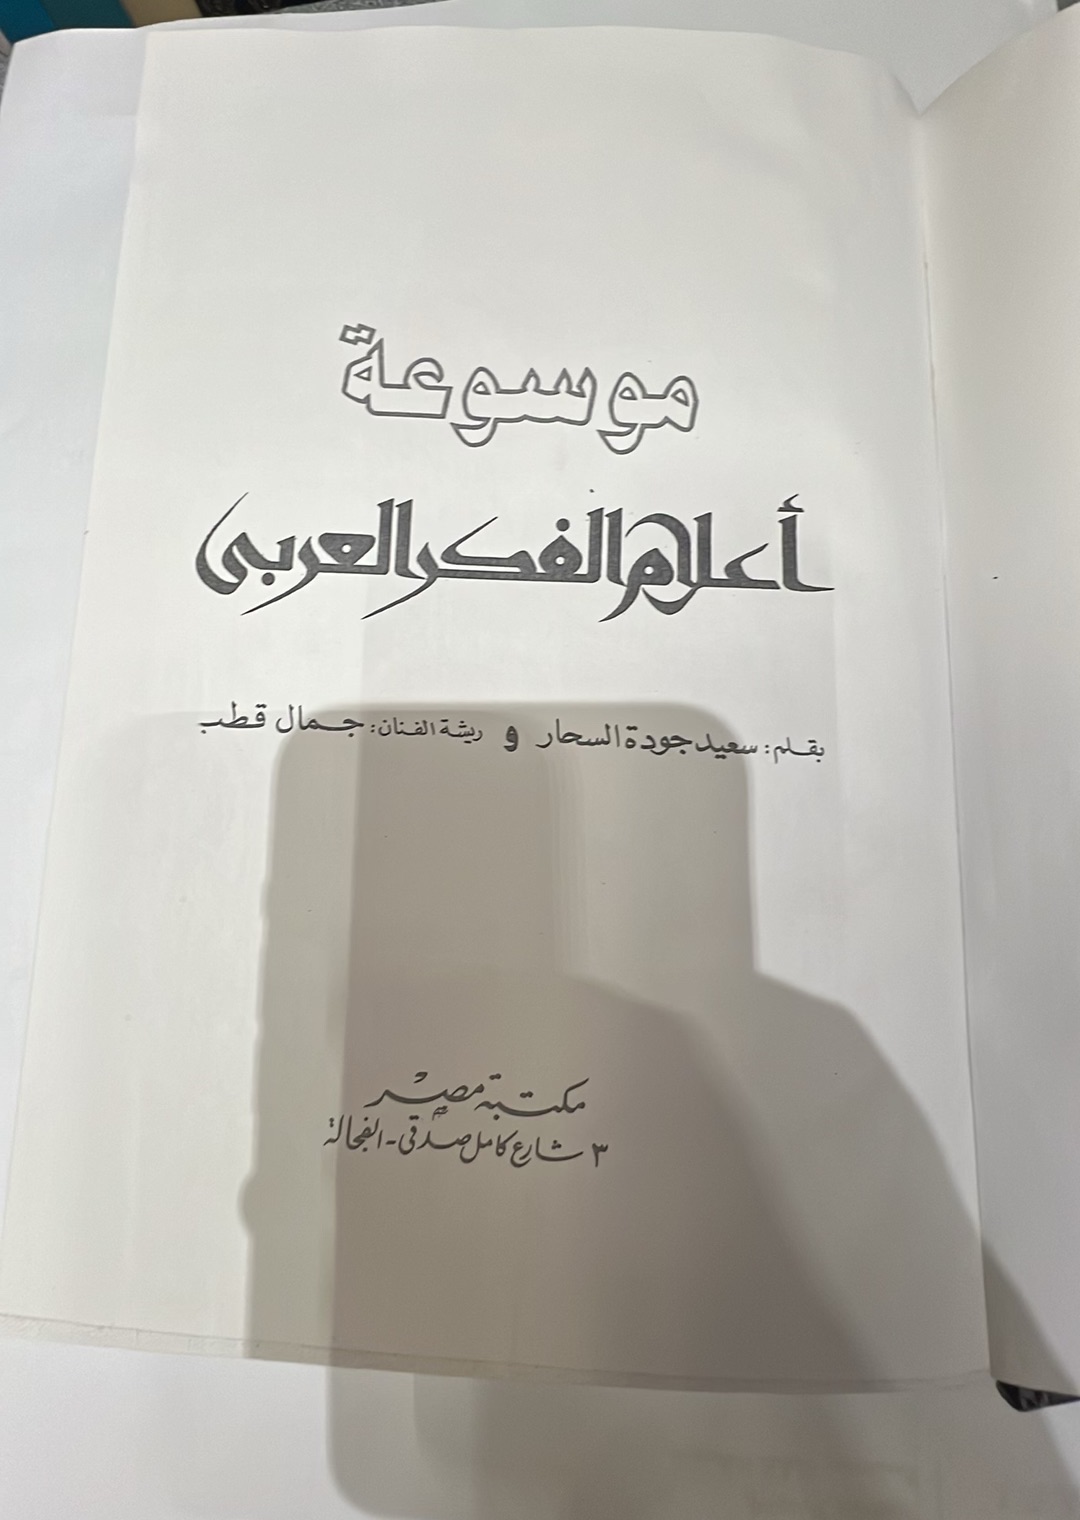 موسوعة
أعلام الفكر العربى
بقلم: سعيد جودة السحار و ريشة الفنان: جمال قطب
مكتبة مصر
٣ شارع كامل صدقى - الفجالة